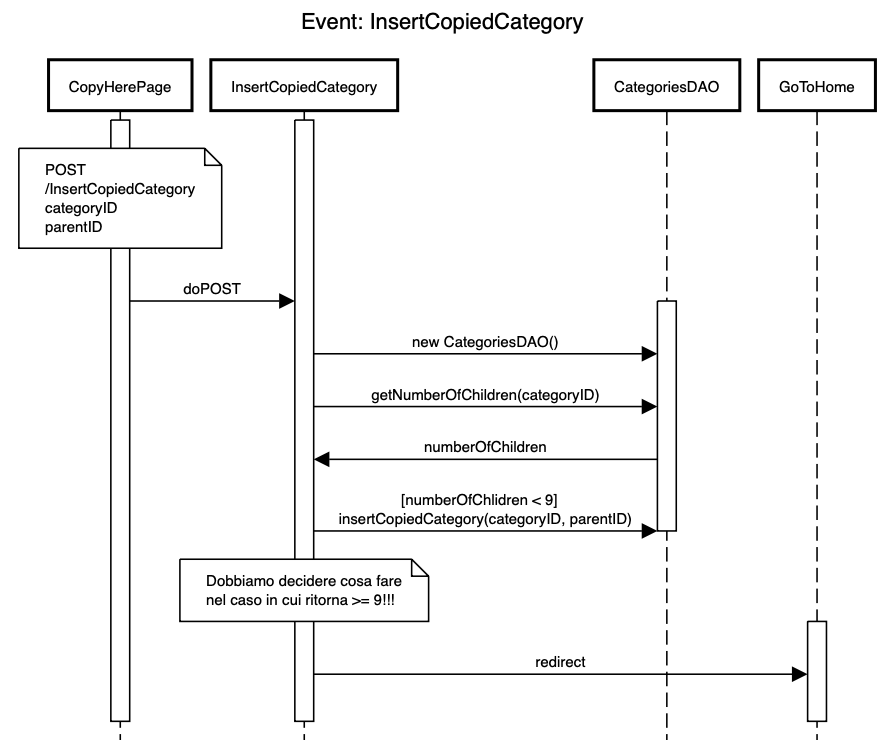 Event: InsertCopiedCategory
CopyHerePage
InsertCopiedCategory
CategoriesDAO
GoToHome
POST
/InsertCopiedCategory
categoryID
parentID
doPOST
new CategoriesDAO()
getNumberOfChildren(categoryID)
numberOfChildren
[numberOfChlidren < 9]
insertCopiedCategory(categoryID, parentID)
Dobbiamo decidere cosa fare
nel caso in cui ritorna >= 9!!!
redirect